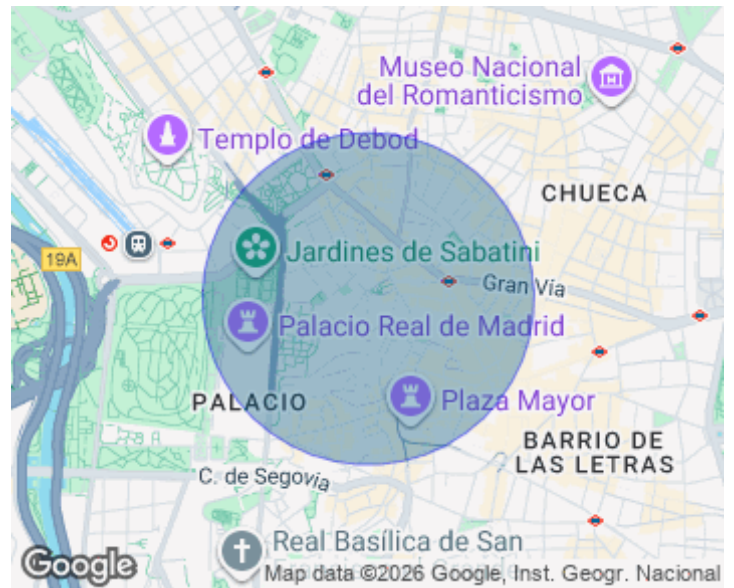 Museo Nacional
del Romanticismo
Templo de Debod
CHUECA
19A
Jardines de Sabatini
Gran Vía
Palacio Real de Madrid
PALACIO
Plaza Mayor
BARRIO DE
LAS LETRAS
C. de Segovia
Real Basílica de San
Google
Map data ©2026 Google, Inst. Geogr. Nacional